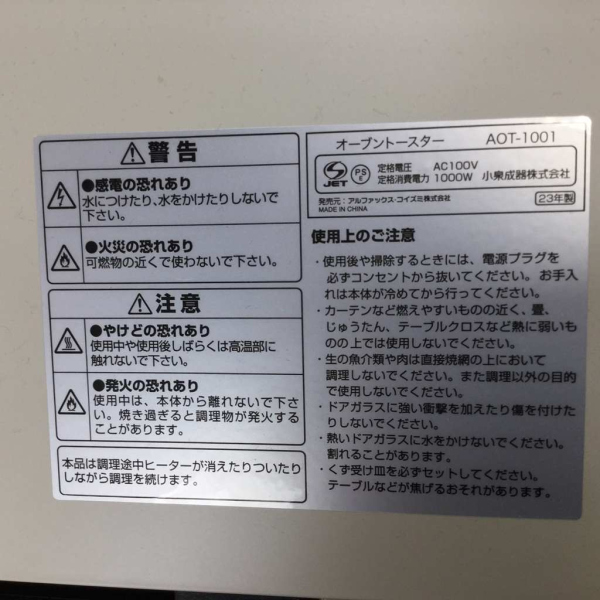 警告
●感電の恐れあり
水につけたり、水をかけたりしないで
下さい。
●火災の恐れあり
可燃物の近くで使わないで下さい。
注意
●やけどの恐れあり
使用中や使用後しばらくは高温部に
触れないで下さい。
●発火の恐れあり
使用中は、本体から離れないで下さ
い。焼き過ぎると調理物が発火する
ことがあります。
本品は調理途中ヒーターが消えたりついたり
しながら調理を続けます。
オーブントースター AOT-1001
JET
PS
E
定格電圧 AC100V
定格消費電力 1000W 小泉成器株式会社
発売元：アルファックス・コイズミ株式会社
MADE IN CHINA
23年製
使用上のご注意
・使用後や掃除するときには、電源プラグを
必ずコンセントから抜いてください。お手入
れは本体が冷めてから行ってください。
・カーテンなど燃えやすいものの近く、畳、
じゅうたん、テーブルクロスなど熱に弱いも
のの上では使用しないでください。
・生の魚介類や肉は直接焼網の上において
調理しないでください。また調理以外の目的
で使用しないでください。
・ドアガラスに強い衝撃を加えたり傷を付けた
りしないでください。
・熱いドアガラスに水をかけないでください。
割れることがあります。
・くず受け皿を必ずセットしてください。
テーブルなどが焦げるおそれがあります。